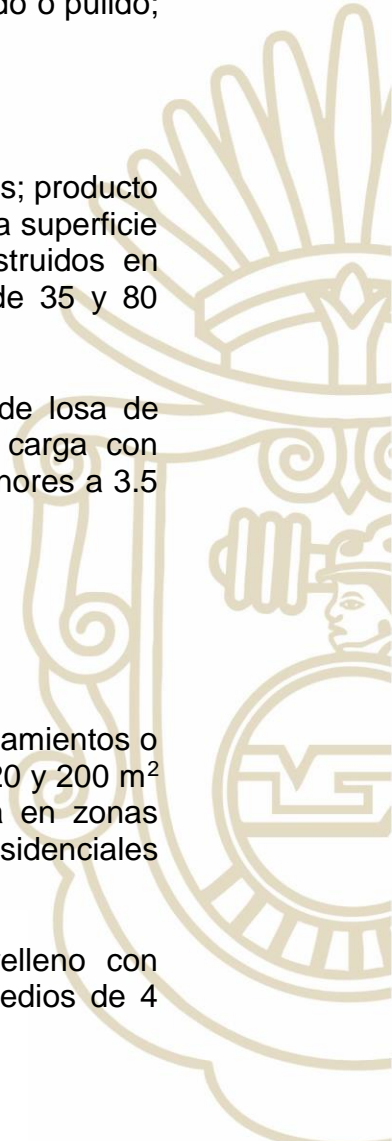 do o pulido;
s; producto
a superficie
struidos en
de 35 y 80
de losa de
carga con
nores a 3.5
amientos o
20 y 200 m²
a en zonas
sidenciales
elleno con
edios de 4